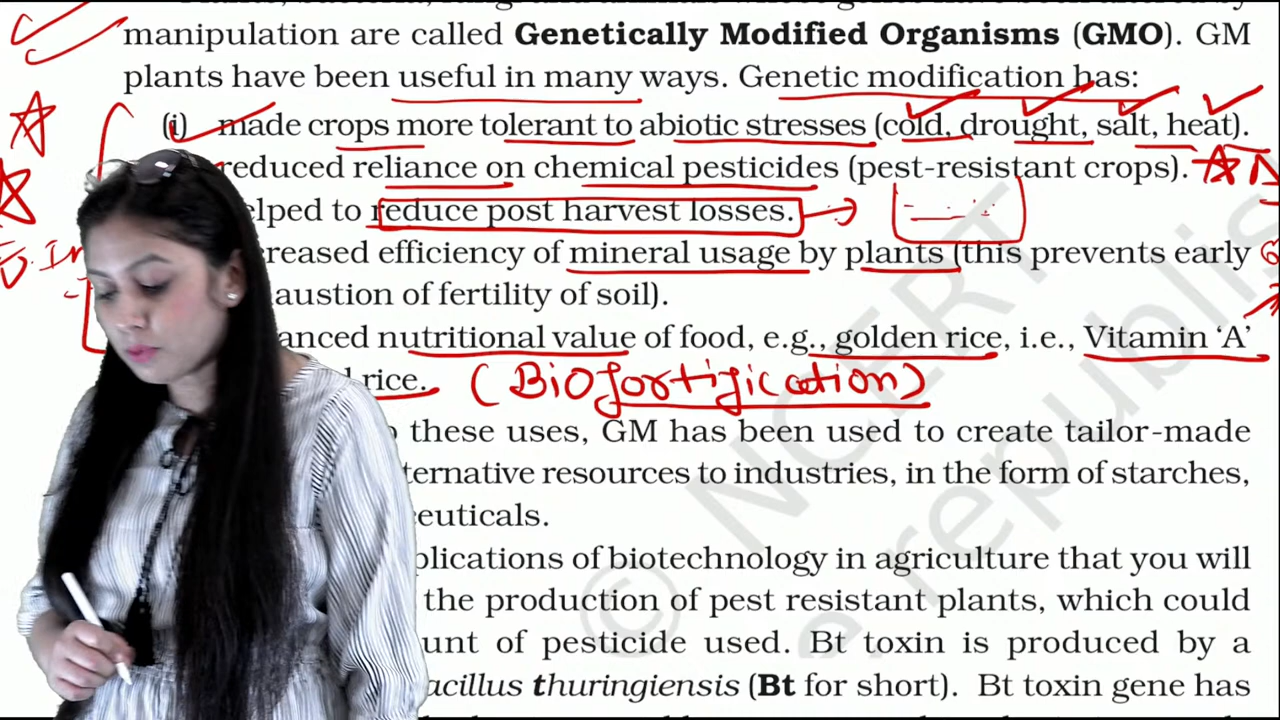 manipulation are called Genetically Modified Organisms (GMO). GM
plants have been useful in many ways. Genetic modification has:
(i) made crops more tolerant to abiotic stresses (cold, drought, salt, heat).
reduced reliance on chemical pesticides (pest-resistant crops).
elped to reduce post harvest losses.
creased efficiency of mineral usage by plants (this prevents early
haustion of fertility of soil).
anced nutritional value of food, e.g., golden rice, i.e., Vitamin ‘A’
rice. (Biofortification)
these uses, GM has been used to create tailor-made
ternative resources to industries, in the form of starches,
ceuticals.
plications of biotechnology in agriculture that you will
the production of pest resistant plants, which could
unt of pesticide used. Bt toxin is produced by a
acillus thuringiensis (Bt for short). Bt toxin gene has
© NCERT
republis